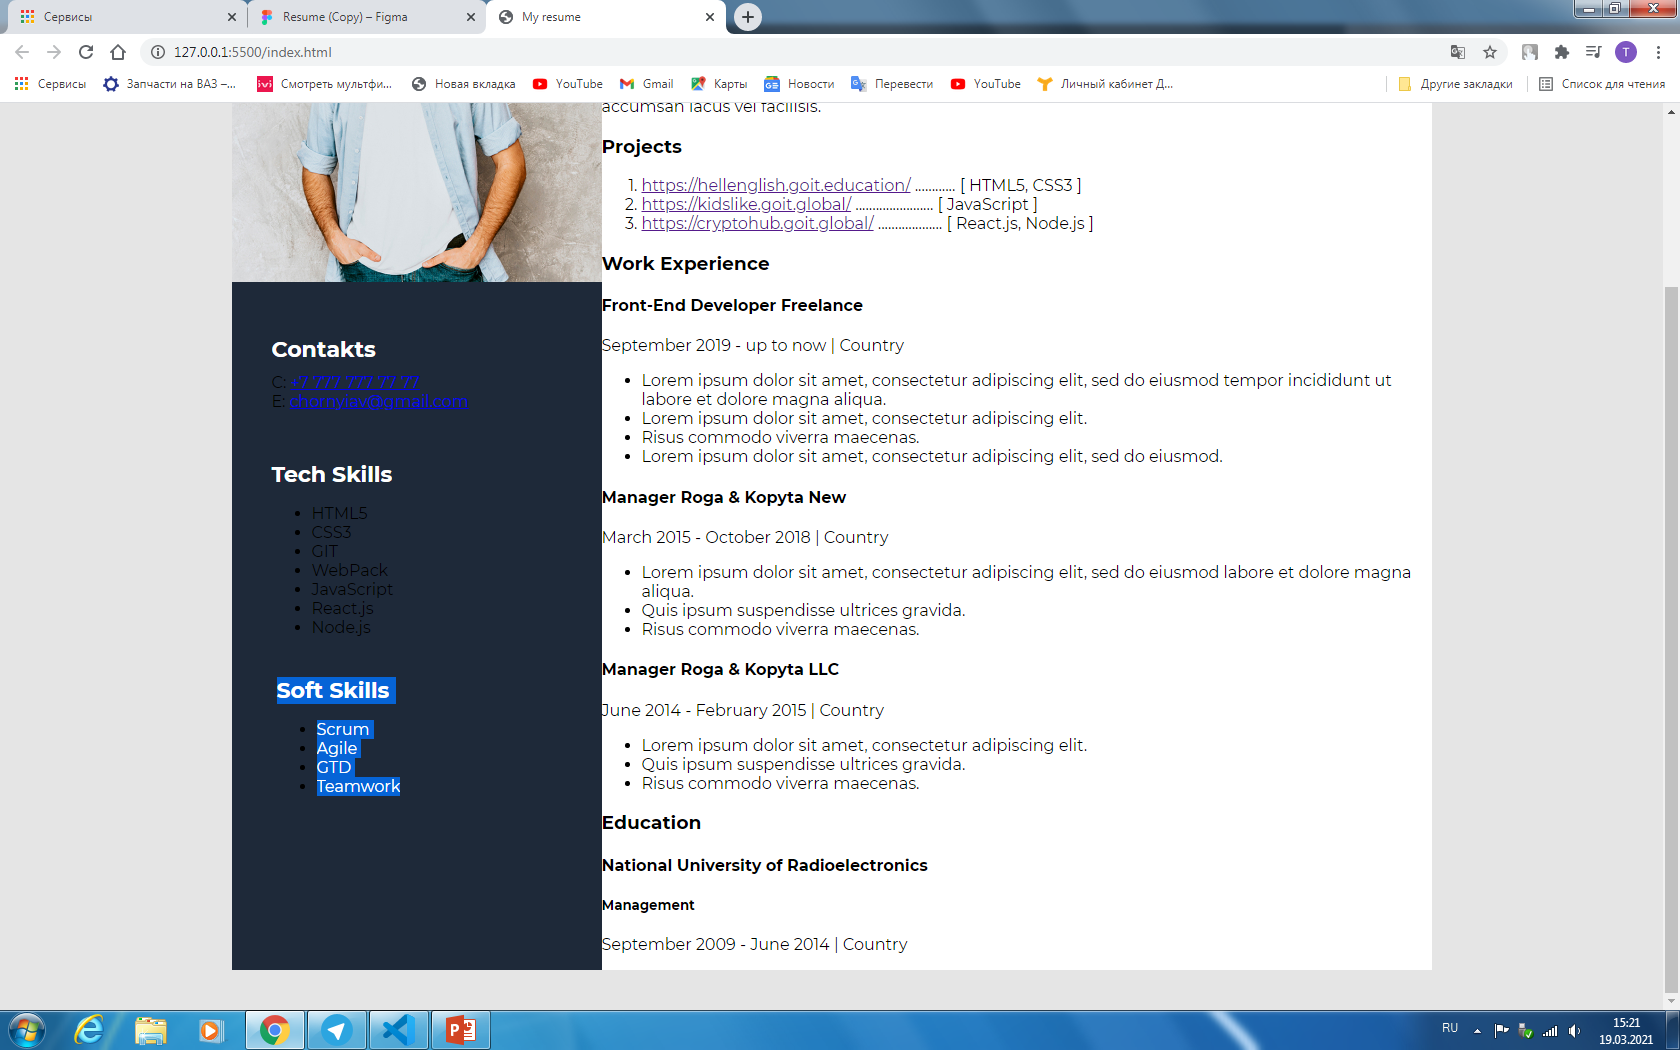 Сервисы
Resume (Copy) – Figma
My resume
127.0.0.1:5500/index.html
T
Сервисы
Запчасти на ВАЗ –...
ivi
Смотреть мультфи...
Новая вкладка
YouTube
Gmail
Карты
Новости
Перевести
YouTube
Личный кабинет Д...
Другие закладки
Список для чтения
accumsan lacus vel facilisis.
Projects
1. https://hellenglish.goit.education/ ............ [ HTML5, CSS3 ]
2. https://kidslike.goit.global/ ....................... [ JavaScript ]
3. https://cryptohub.goit.global/ ................... [ React.js, Node.js ]
Work Experience
Front-End Developer Freelance
September 2019 - up to now | Country
• Lorem ipsum dolor sit amet, consectetur adipiscing elit, sed do eiusmod tempor incididunt ut
labore et dolore magna aliqua.
• Lorem ipsum dolor sit amet, consectetur adipiscing elit.
• Risus commodo viverra maecenas.
• Lorem ipsum dolor sit amet, consectetur adipiscing elit, sed do eiusmod.
Manager Roga & Kopyta New
March 2015 - October 2018 | Country
• Lorem ipsum dolor sit amet, consectetur adipiscing elit, sed do eiusmod labore et dolore magna
aliqua.
• Quis ipsum suspendisse ultrices gravida.
• Risus commodo viverra maecenas.
Manager Roga & Kopyta LLC
June 2014 - February 2015 | Country
• Lorem ipsum dolor sit amet, consectetur adipiscing elit.
• Quis ipsum suspendisse ultrices gravida.
• Risus commodo viverra maecenas.
Education
National University of Radioelectronics
Management
September 2009 - June 2014 | Country
Contakts
C: +7 777 777 77 77
E: chornyiav@gmail.com
Tech Skills
• HTML5
• CSS3
• GIT
• WebPack
• JavaScript
• React.js
• Node.js
Soft Skills
• Scrum
• Agile
• GTD
• Teamwork
RU
15:21
19.03.2021